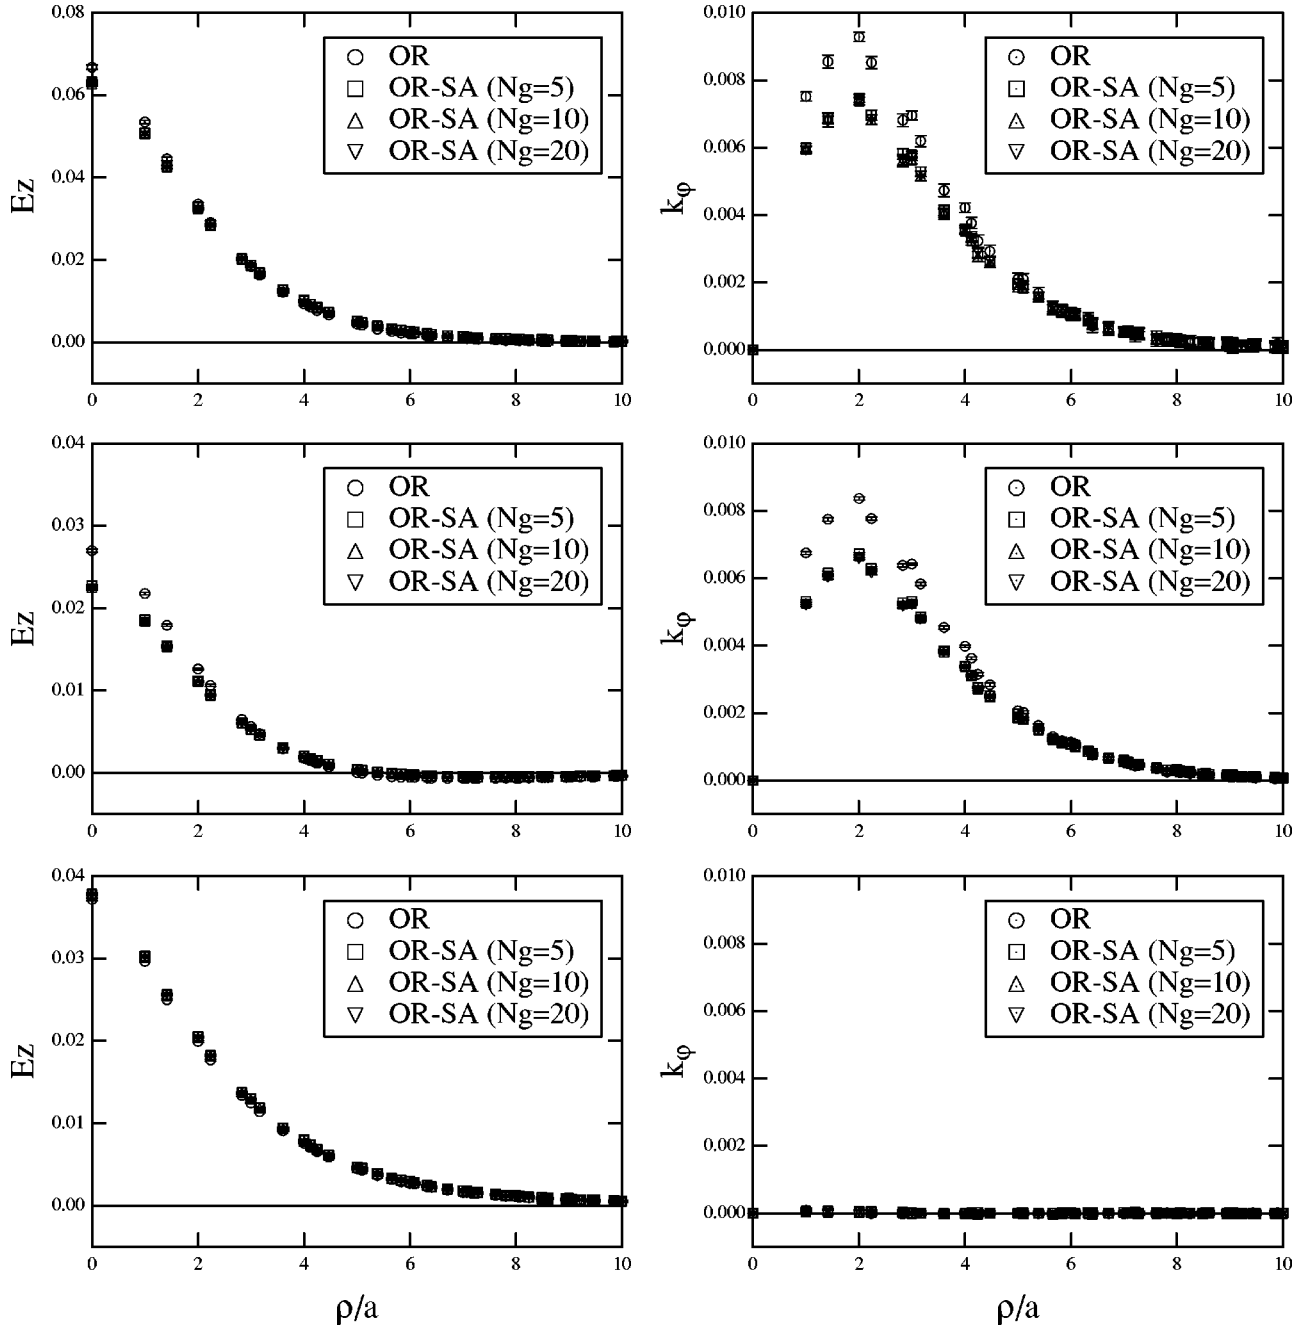 0.08
0.06
0.04
0.02
0.00
Ez
0 2 4 6 8 10
OR
OR-SA (Ng=5)
OR-SA (Ng=10)
OR-SA (Ng=20)
0.010
0.008
0.006
0.004
0.002
0.000
kφ
0 2 4 6 8 10
OR
OR-SA (Ng=5)
OR-SA (Ng=10)
OR-SA (Ng=20)
0.04
0.03
0.02
0.01
0.00
Ez
0 2 4 6 8 10
OR
OR-SA (Ng=5)
OR-SA (Ng=10)
OR-SA (Ng=20)
0.010
0.008
0.006
0.004
0.002
0.000
kφ
0 2 4 6 8 10
OR
OR-SA (Ng=5)
OR-SA (Ng=10)
OR-SA (Ng=20)
0.04
0.03
0.02
0.01
0.00
Ez
0 2 4 6 8 10
ρ/a
OR
OR-SA (Ng=5)
OR-SA (Ng=10)
OR-SA (Ng=20)
0.010
0.008
0.006
0.004
0.002
0.000
kφ
0 2 4 6 8 10
ρ/a
OR
OR-SA (Ng=5)
OR-SA (Ng=10)
OR-SA (Ng=20)